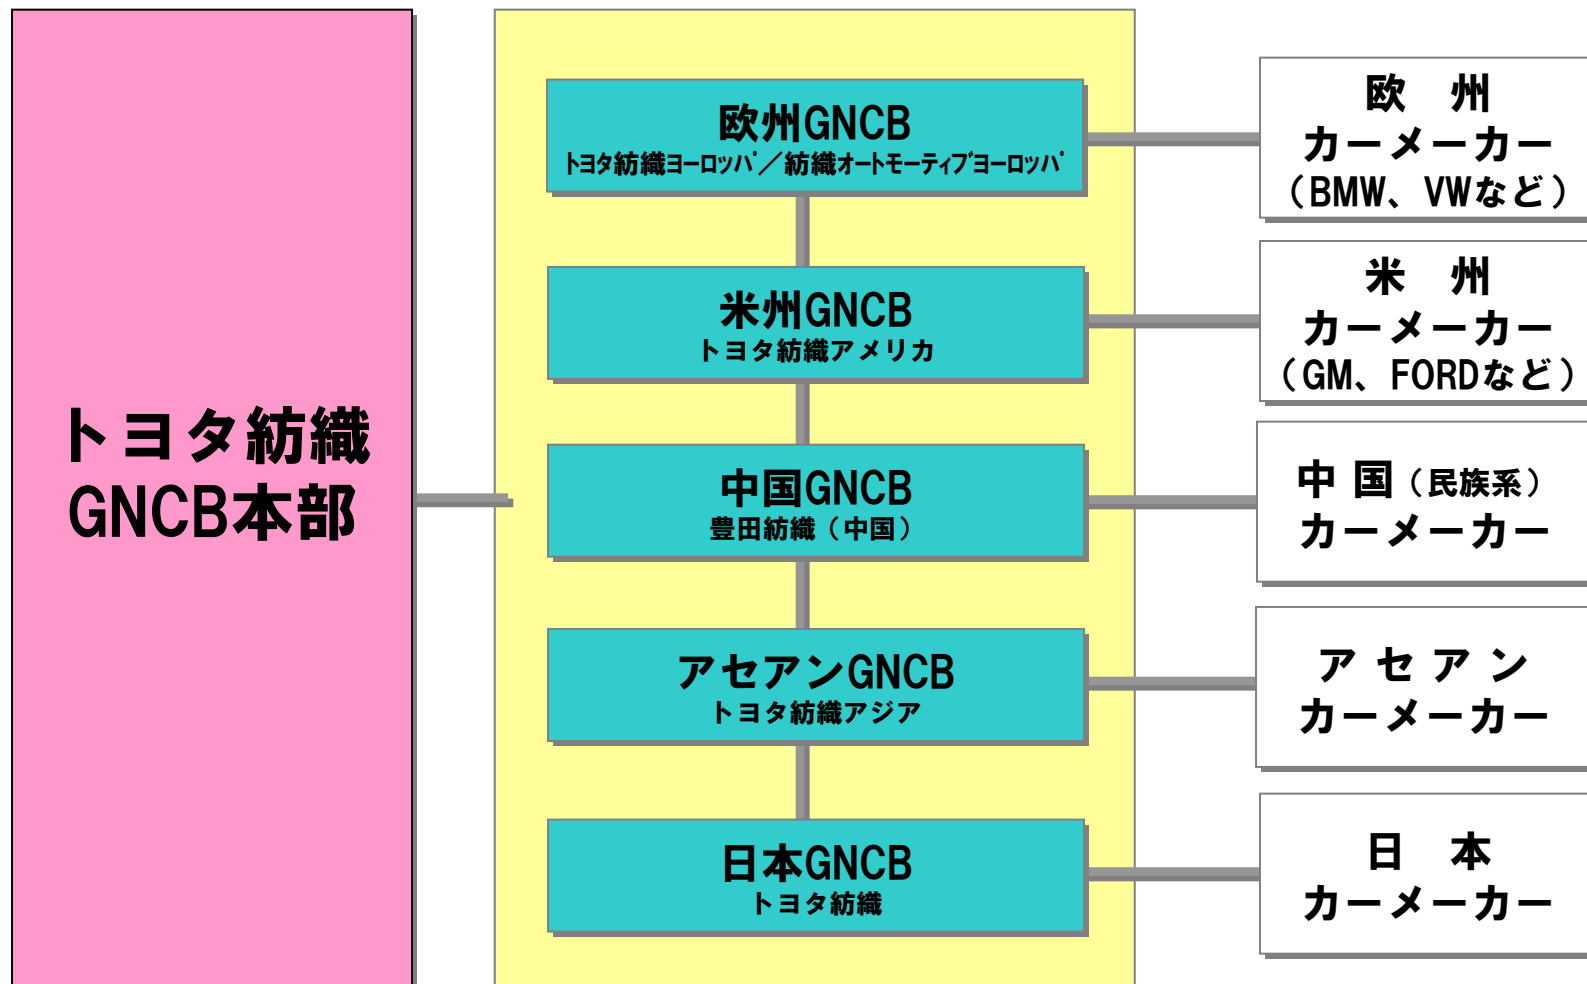 トヨタ紡織
GNCB本部
欧州GNCB
トヨタ紡織ヨーロッパ／紡織オートモーティブヨーロッパ
米州GNCB
トヨタ紡織アメリカ
中国GNCB
豊田紡織（中国）
アセアンGNCB
トヨタ紡織アジア
日本GNCB
トヨタ紡織
欧　州
カーメーカー
（BMW、VWなど）
米　州
カーメーカー
（GM、FORDなど）
中 国（民族系）
カーメーカー
アセアン
カーメーカー
日　本
カーメーカー